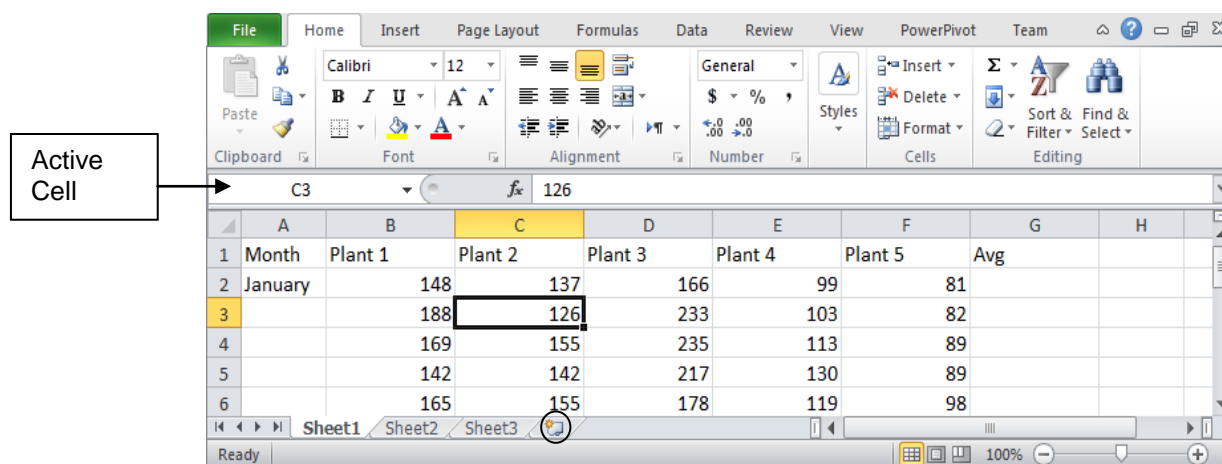 File Home Insert Page Layout Formulas Data Review View PowerPivot Team
Calibri 12 General Insert Σ
B I U A A $ % , Delete
Paste A .00 .00 Styles Format Sort & Filter Find & Select
Clipboard Font Alignment Number Cells Editing
Active
Cell
C3 fx 126
A B C D E F G H
1 Month Plant 1 Plant 2 Plant 3 Plant 4 Plant 5 Avg
2 January 148 137 166 99 81
3 188 126 233 103 82
4 169 155 235 113 89
5 142 142 217 130 89
6 165 155 178 119 98
Sheet1 Sheet2 Sheet3
Ready 100%